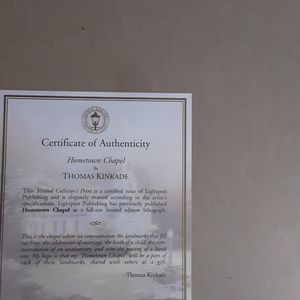 Certificate of Authenticity
Hometown Chapel
by
THOMAS KINKADE
This Matted Collector's Print is a certified issue of Lightpost
Publishing and is elegantly matted according to the artist's
specifications. Lightpost Publishing has previously published
Hometown Chapel as a full-size limited edition lithograph.
"This is the chapel where we commemorate the landmarks that fill
our lives: the celebration of marriage, the birth of a child, the com-
memoration of an anniversary, and even the passing of a loved
one. My hope is that my 'Hometown Chapel' will be a part of
each of these landmarks, shared with others as a gift.
-Thomas Kinkade